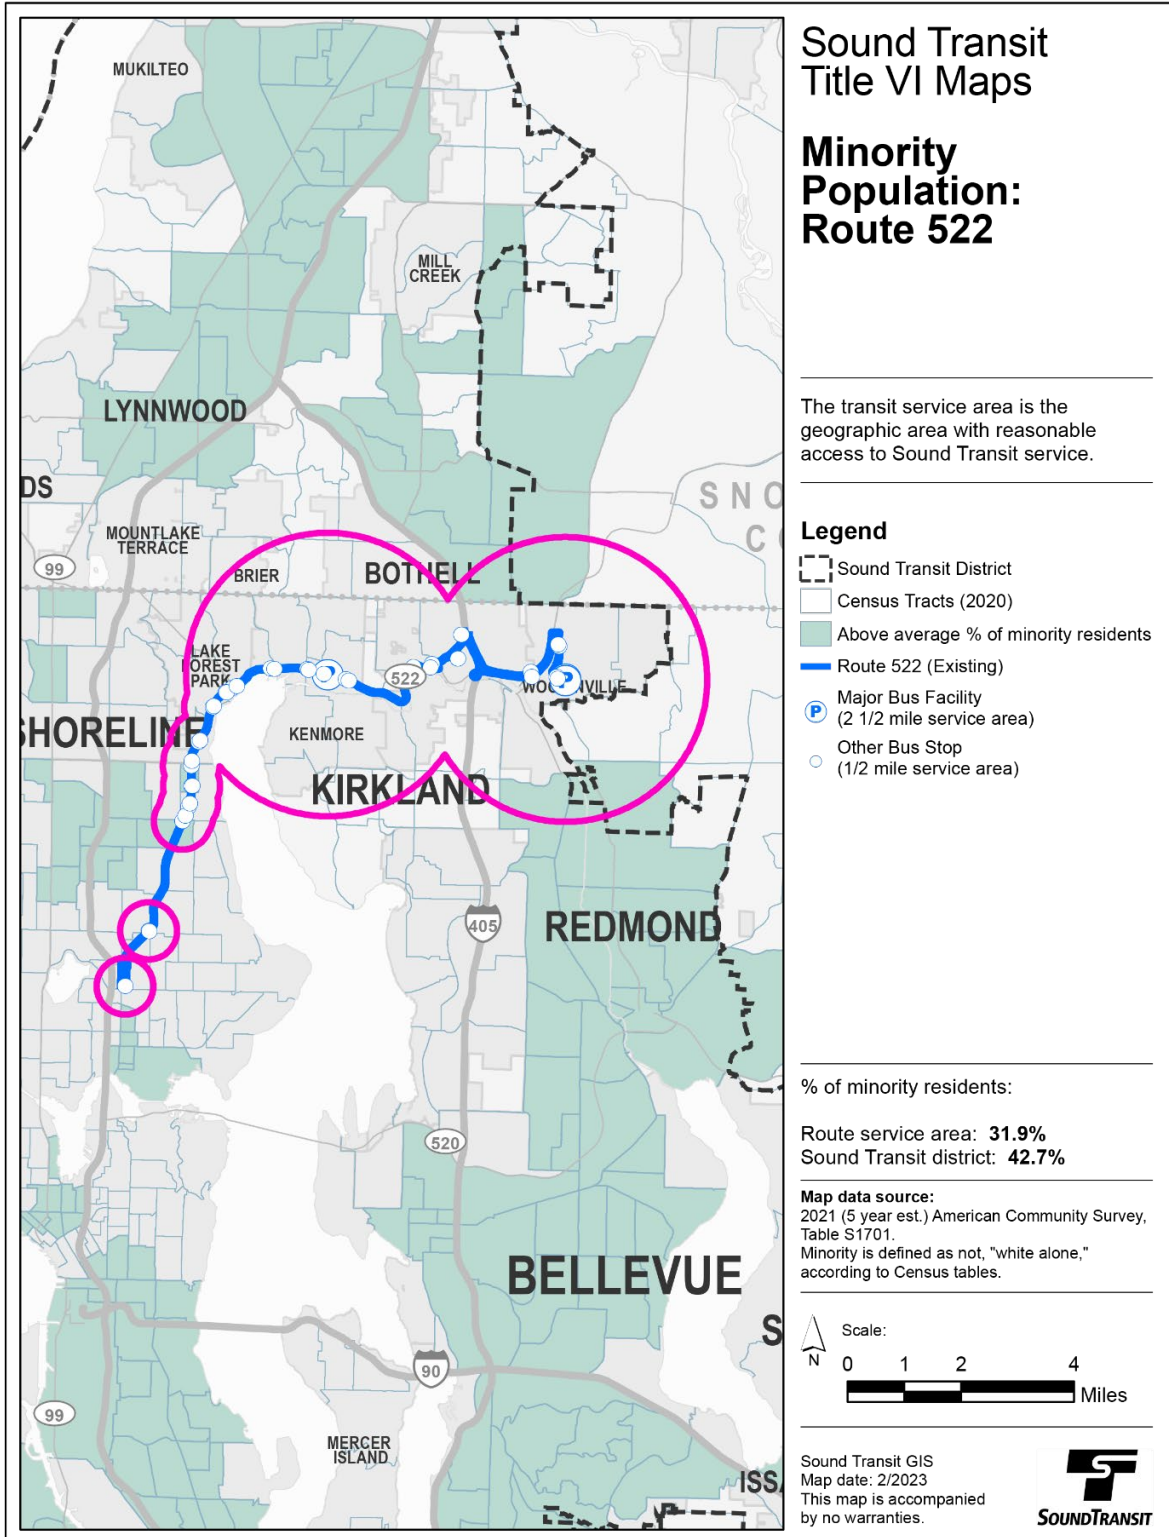 Sound Transit
Title VI Maps
Minority
Population:
Route 522
The transit service area is the
geographic area with reasonable
access to Sound Transit service.
Legend
Sound Transit District
Census Tracts (2020)
Above average % of minority residents
Route 522 (Existing)
P
Major Bus Facility
(2 1/2 mile service area)
Other Bus Stop
(1/2 mile service area)
% of minority residents:
Route service area: 31.9%
Sound Transit district: 42.7%
Map data source:
2021 (5 year est.) American Community Survey,
Table S1701.
Minority is defined as not, "white alone,"
according to Census tables.
N
Scale:
0 1 2 4
Miles
Sound Transit GIS
Map date: 2/2023
This map is accompanied
by no warranties.
SOUNDTRANSIT
MUKILTEO
MILL
CREEK
LYNNWOOD
DS
SNO
CO
MOUNTLAKE
TERRACE
99
BRIER
BOTHELL
LAKE
FOREST
PARK
522
P
WOODINVILLE
SHORELINE
KENMORE
KIRKLAND
405
REDMOND
520
BELLEVUE
S
90
99
MERCER
ISLAND
ISSA